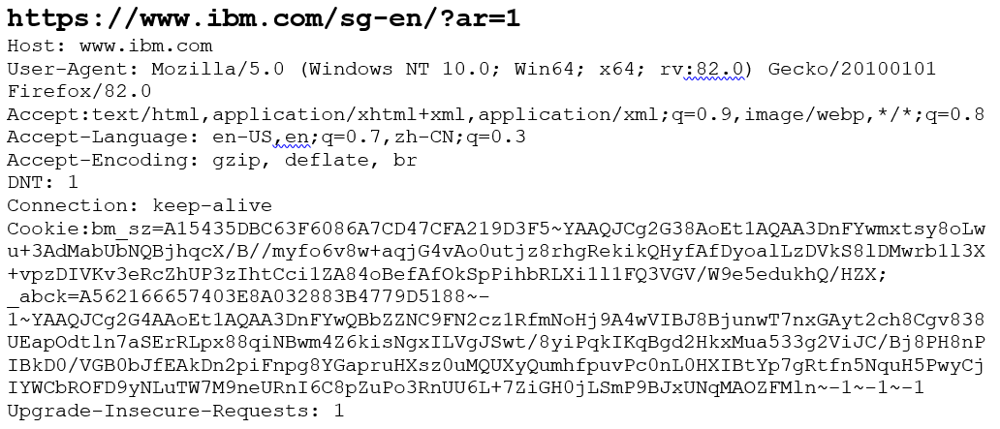 https://www.ibm.com/sg-en/?ar=1
Host: www.ibm.com
User-Agent: Mozilla/5.0 (Windows NT 10.0; Win64; x64; rv:82.0) Gecko/20100101
Firefox/82.0
Accept:text/html,application/xhtml+xml,application/xml;q=0.9,image/webp,*/*;q=0.8
Accept-Language: en-US,en;q=0.7,zh-CN;q=0.3
Accept-Encoding: gzip, deflate, br
DNT: 1
Connection: keep-alive
Cookie:bm_sz=A15435DBC63F6086A7CD47CFA219D3F5~YAAQJCg2G38AoEt1AQAA3DnFYwmxtsy8oLw
u+3AdMabUbNQBjhqcX/B//myfo6v8w+aqjG4vAo0utjz8rhgRekikQHyfAfDyoalLzDVkS8lDMwrb1l3X
+vpzDIVKv3eRcZhUP3zIhtCci1ZA84oBefAfOkSpPihbRLXi1l1FQ3VGV/W9e5edukhQ/HZX;
_abck=A562166657403E8A032883B4779D5188~-
1~YAAQJCg2G4AAoEt1AQAA3DnFYwQBbZZNC9FN2cz1RfmNoHj9A4wVIBJ8BjunwT7nxGAyt2ch8Cgv838
UEapOdtln7aSErRLpx88qiNBwm4Z6kisNgxILVgJSwt/8yiPqkIKqBgd2HkxMua533g2ViJC/Bj8PH8nP
IBkD0/VGB0bJfEAkDn2piFnpg8YGapruHXsz0uMQUXyQumhfpuvPc0nL0HXIBtYp7gRtfn5NquH5PwyCj
IYWCbROFD9yNLuTW7M9neURnI6C8pZuPo3RnUU6L+7ZiGH0jLSmP9BJxUNqMAOZFMln~-1~-1~-1
Upgrade-Insecure-Requests: 1